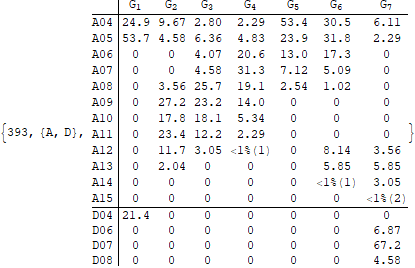 G1 G2 G3 G4 G5 G6 G7
A04 24.9 9.67 2.80 2.29 53.4 30.5 6.11
A05 53.7 4.58 6.36 4.83 23.9 31.8 2.29
A06 0 0 4.07 20.6 13.0 17.3 0
A07 0 0 4.58 31.3 7.12 5.09 0
A08 0 3.56 25.7 19.1 2.54 1.02 0
A09 0 27.2 23.2 14.0 0 0 0
A10 0 17.8 18.1 5.34 0 0 0
{393, {A, D}, A11 0 23.4 12.2 2.29 0 0 0 }
A12 0 11.7 3.05 <1%(1) 0 8.14 3.56
A13 0 2.04 0 0 0 5.85 5.85
A14 0 0 0 0 0 <1%(1) 3.05
A15 0 0 0 0 0 0 <1%(2)
D04 21.4 0 0 0 0 0 0
D06 0 0 0 0 0 0 6.87
D07 0 0 0 0 0 0 67.2
D08 0 0 0 0 0 0 4.58